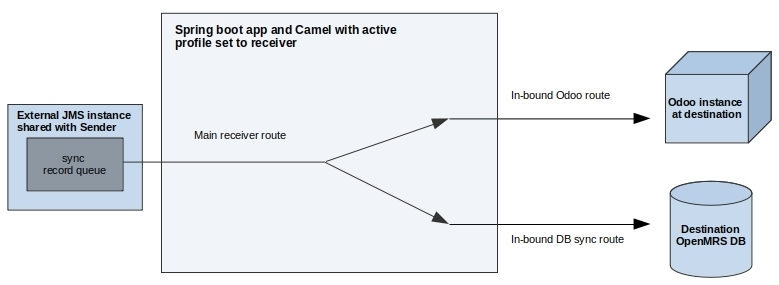 Spring boot app and Camel with active
profile set to receiver
External JMS instance
shared with Sender
sync
record queue
Main receiver route
In-bound Odoo route
Odoo instance
at destination
In-bound DB sync route
Destination
OpenMRS DB